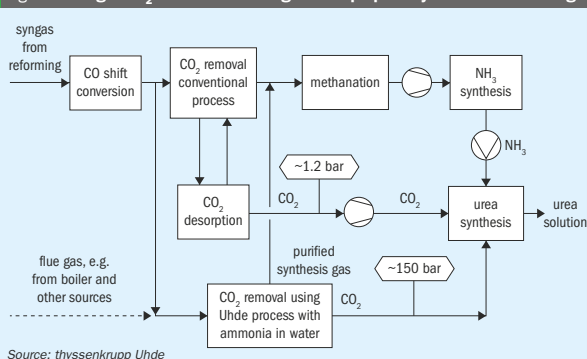 syngas
from
reforming
CO shift
conversion
CO₂ removal
conventional
process
methanation
NH₃
synthesis
NH₃
~1.2 bar
CO₂
desorption
CO₂
CO₂
urea
synthesis
urea
solution
flue gas, e.g.
from boiler and
other sources
purified
synthesis gas
~150 bar
CO₂ removal using
Uhde process with
ammonia in water
CO₂
Source: thyssenkrupp Uhde